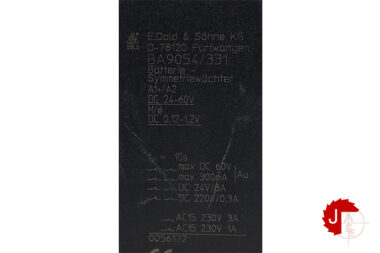 E.Dold & Söhne KG
D-78120 Furtwangen
BA9054/331
Batterie -
Symmetriewächter
A1+/A2
DC 24-60V
M/e
DC 0,12-1,2V
= 10s
max DC 60V
max 300mA Au
DC 24V/8A
DC 220V/0,3A
AC15 230V 3A
AC15 230V 1A
0056172